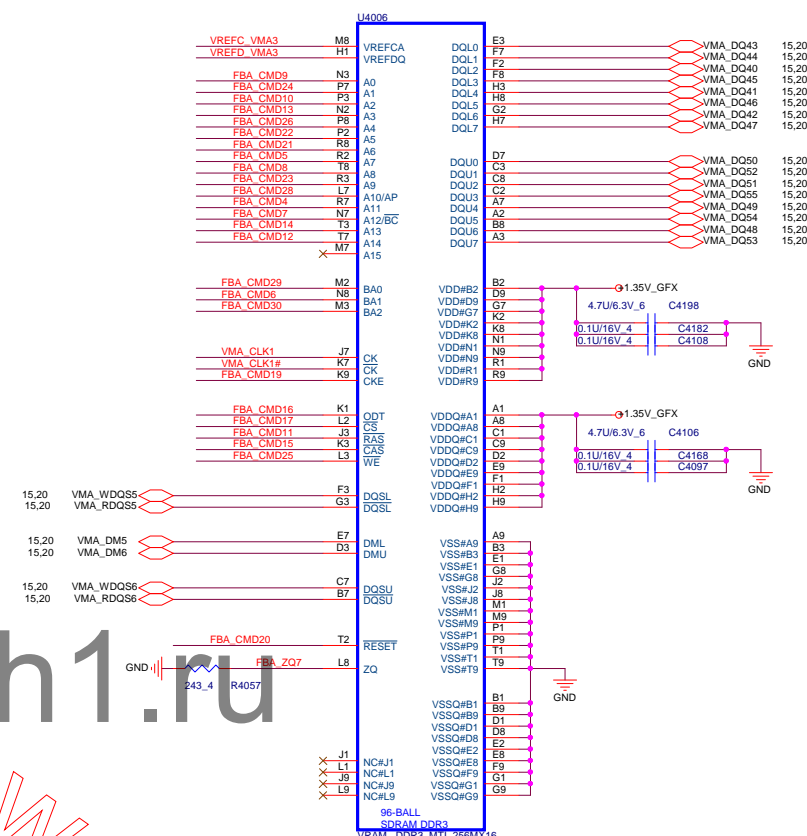 U4006
VREFC_VMA3 M8 VREFCA
VREFD_VMA3 H1 VREFDQ
FBA_CMD9 N3 A0
FBA_CMD24 P7 A1
FBA_CMD10 P3 A2
FBA_CMD13 N2 A3
FBA_CMD26 P8 A4
FBA_CMD22 P2 A5
FBA_CMD21 R8 A6
FBA_CMD5 R2 A7
FBA_CMD8 T8 A8
FBA_CMD23 R3 A9
FBA_CMD28 L7 A10/AP
FBA_CMD4 R7 A11
FBA_CMD7 N7 A12/BC
FBA_CMD14 T3 A13
FBA_CMD12 T7 A14
M7 A15
FBA_CMD29 M2 BA0
FBA_CMD6 N8 BA1
FBA_CMD30 M3 BA2
VMA_CLK1 J7 CK
VMA_CLK1# K7 CK
FBA_CMD19 K9 CKE
FBA_CMD16 K1 ODT
FBA_CMD17 L2 CS
FBA_CMD11 J3 RAS
FBA_CMD15 K3 CAS
FBA_CMD25 L3 WE
15,20 VMA_WDQS5 F3 DQSL
15,20 VMA_RDQS5 G3 DQSL
15,20 VMA_DM5 E7 DML
15,20 VMA_DM6 D3 DMU
15,20 VMA_WDQS6 C7 DQSU
15,20 VMA_RDQS6 B7 DQSU
FBA_CMD20 T2 RESET
GND FBA_ZQ7 L8 ZQ
243_4 R4057
h1.ru
J1 NC#J1
L1 NC#L1
J9 NC#J9
L9 NC#L9
DQL0 E3 VMA_DQ43 15,20
DQL1 F7 VMA_DQ44 15,20
DQL2 F2 VMA_DQ40 15,20
DQL3 F8 VMA_DQ45 15,20
DQL4 H3 VMA_DQ41 15,20
DQL5 H8 VMA_DQ46 15,20
DQL6 G2 VMA_DQ42 15,20
DQL7 H7 VMA_DQ47 15,20
DQU0 D7 VMA_DQ50 15,20
DQU1 C3 VMA_DQ52 15,20
DQU2 C8 VMA_DQ51 15,20
DQU3 C2 VMA_DQ55 15,20
DQU4 A7 VMA_DQ49 15,20
DQU5 A2 VMA_DQ54 15,20
DQU6 B8 VMA_DQ48 15,20
DQU7 A3 VMA_DQ53 15,20
VDD#B2 B2
VDD#D9 D9
VDD#G7 G7
VDD#K2 K2
VDD#K8 K8
VDD#N1 N1
VDD#N9 N9
VDD#R1 R1
VDD#R9 R9
+1.35V_GFX
4.7U/6.3V_6 C4198
0.1U/16V_4 C4182
0.1U/16V_4 C4108
GND
VDDQ#A1 A1
VDDQ#A8 A8
VDDQ#C1 C1
VDDQ#C9 C9
VDDQ#D2 D2
VDDQ#E9 E9
VDDQ#F1 F1
VDDQ#H2 H2
VDDQ#H9 H9
+1.35V_GFX
4.7U/6.3V_6 C4106
0.1U/16V_4 C4168
0.1U/16V_4 C4097
GND
VSS#A9 A9
VSS#B3 B3
VSS#E1 E1
VSS#G8 G8
VSS#J2 J2
VSS#J8 J8
VSS#M1 M1
VSS#M9 M9
VSS#P1 P1
VSS#P9 P9
VSS#T1 T1
VSS#T9 T9
GND
VSSQ#B1 B1
VSSQ#B9 B9
VSSQ#D1 D1
VSSQ#D8 D8
VSSQ#E2 E2
VSSQ#E8 E8
VSSQ#F9 F9
VSSQ#G1 G1
VSSQ#G9 G9
96-BALL
SDRAM DDR3
VRAM _DDR3_MTI_256MX16